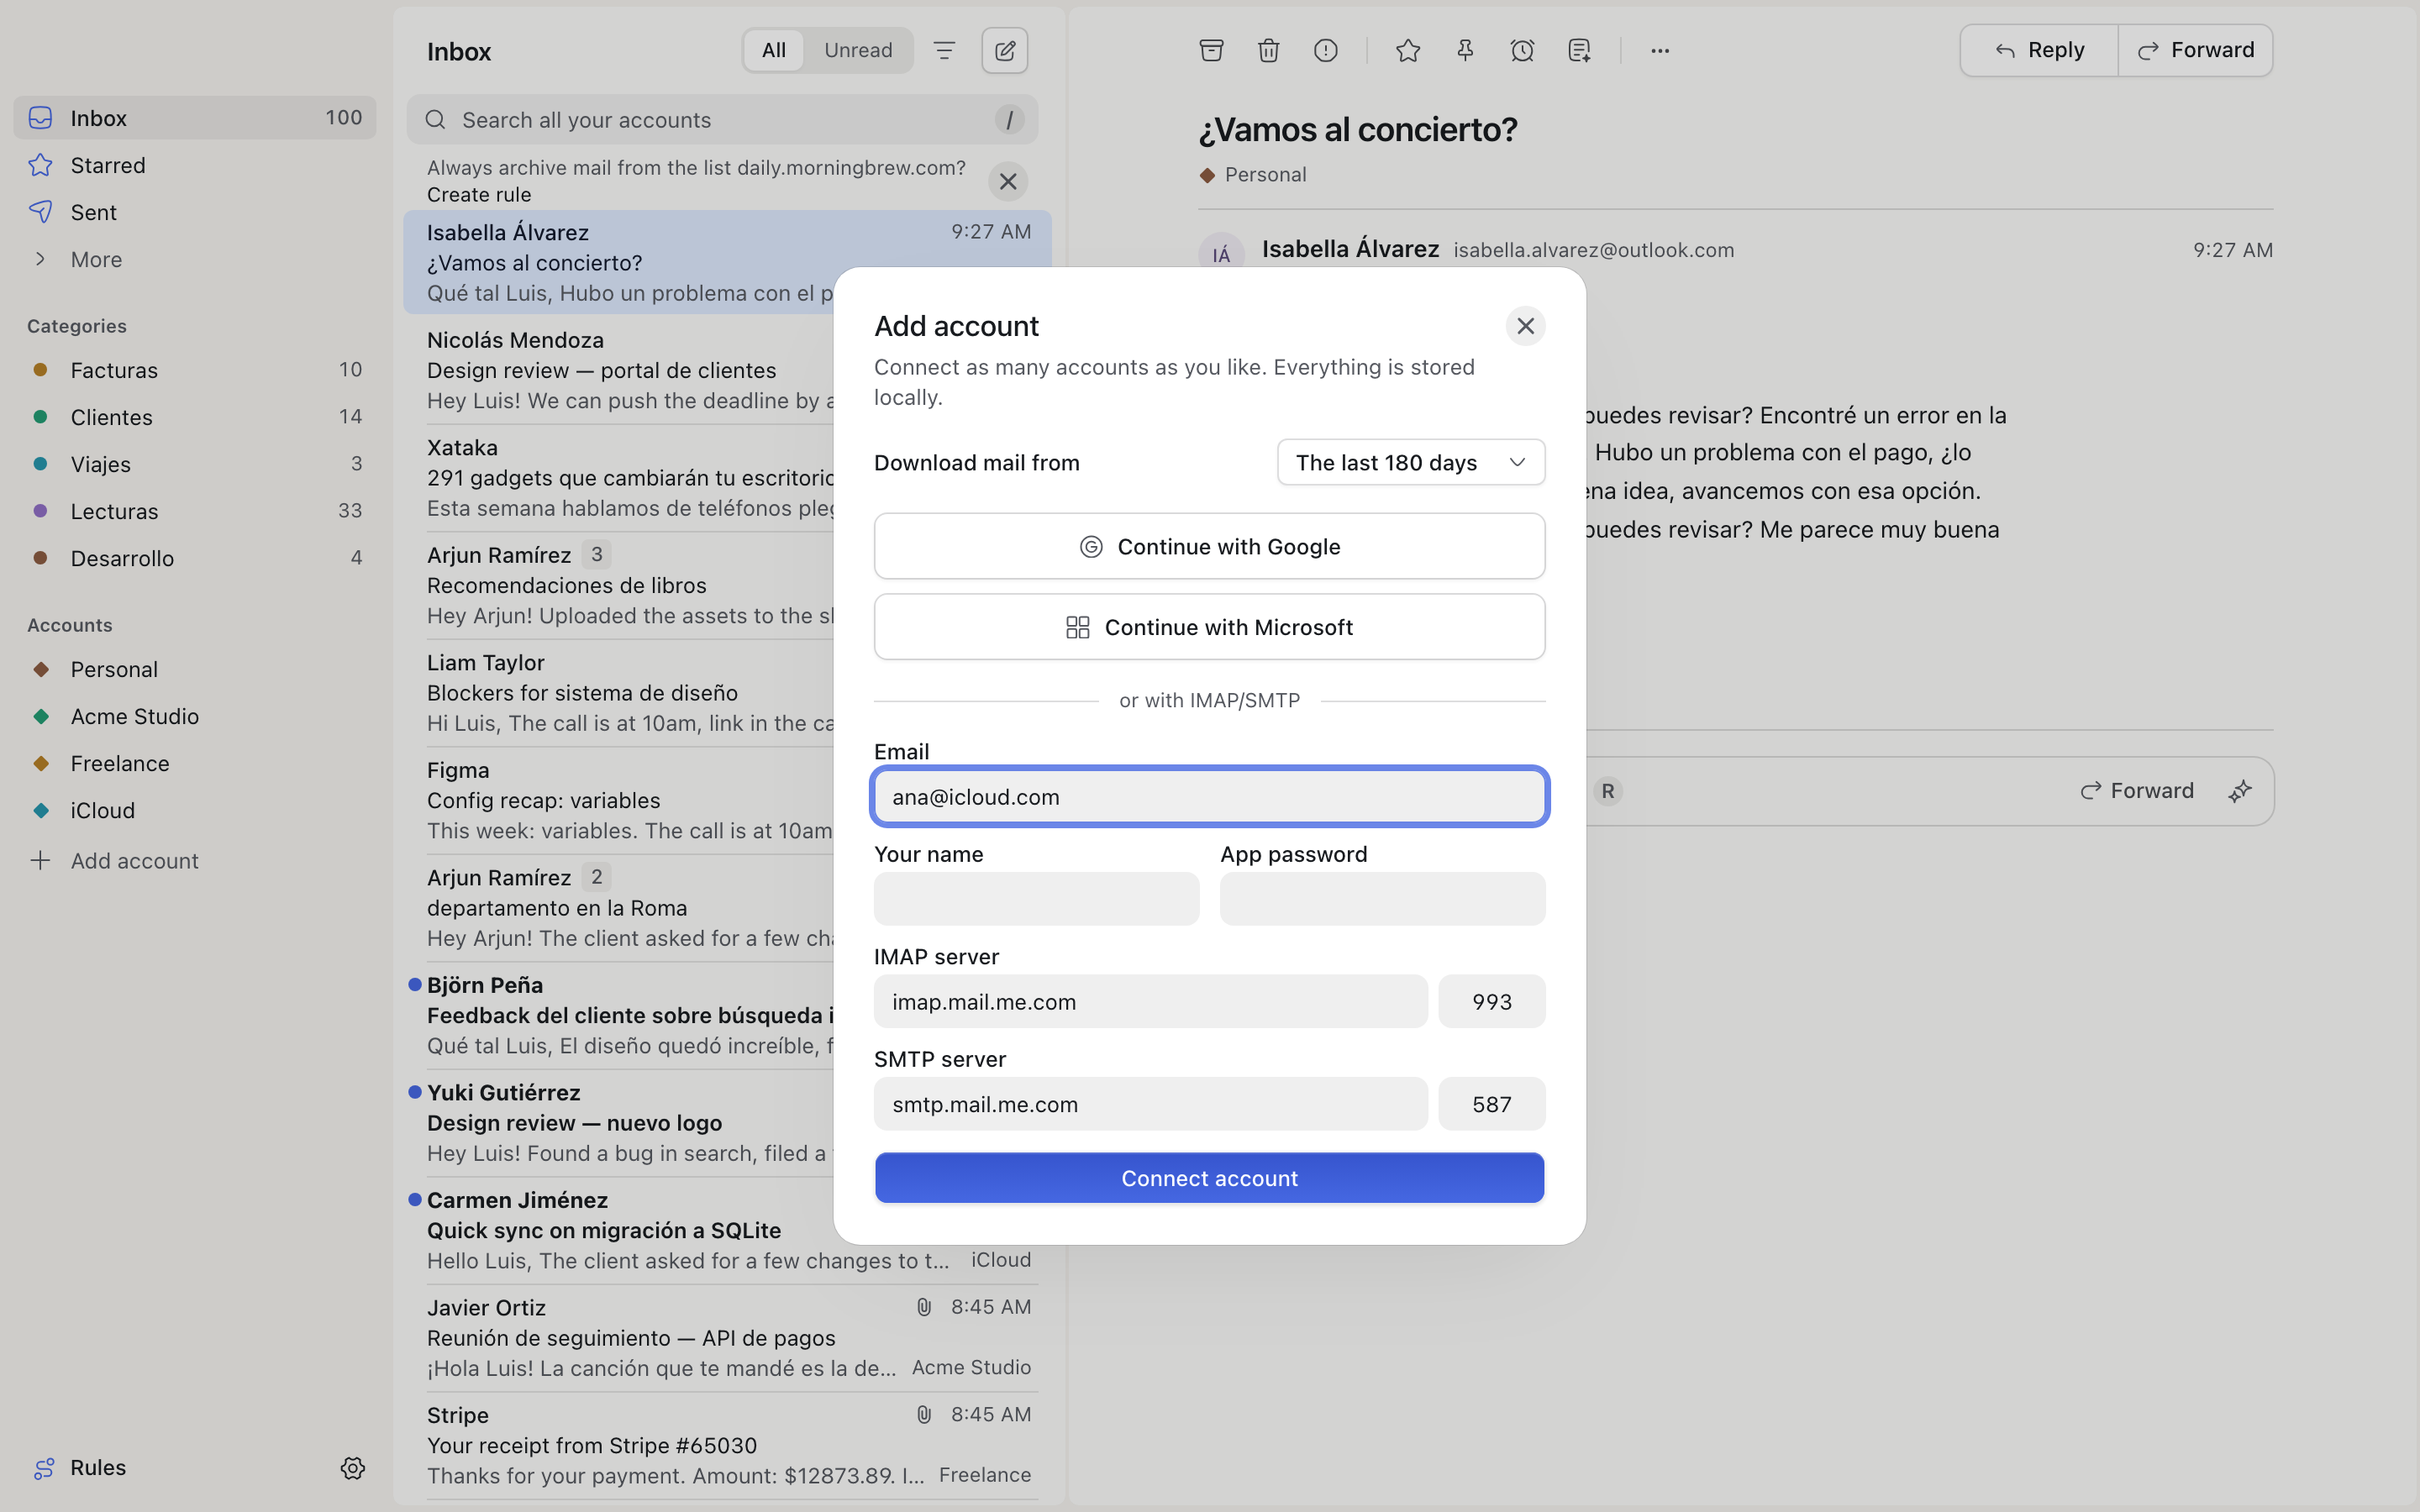 Inbox 100
Starred
Sent
More
Categories
Facturas 10
Clientes 14
Viajes 3
Lecturas 33
Desarrollo 4
Accounts
Personal
Acme Studio
Freelance
iCloud
Add account
Rules
Inbox All Unread
Search all your accounts /
Always archive mail from the list daily.morningbrew.com?
Create rule
Isabella Álvarez 9:27 AM
¿Vamos al concierto?
Qué tal Luis, Hubo un problema con el p
Nicolás Mendoza
Design review — portal de clientes
Hey Luis! We can push the deadline by a
Xataka
291 gadgets que cambiarán tu escritorio
Esta semana hablamos de teléfonos pleg
Arjun Ramírez 3
Recomendaciones de libros
Hey Arjun! Uploaded the assets to the sh
Liam Taylor
Blockers for sistema de diseño
Hi Luis, The call is at 10am, link in the ca
Figma
Config recap: variables
This week: variables. The call is at 10am
Arjun Ramírez 2
departamento en la Roma
Hey Arjun! The client asked for a few cha
Björn Peña
Feedback del cliente sobre búsqueda i
Qué tal Luis, El diseño quedó increíble, f
Yuki Gutiérrez
Design review — nuevo logo
Hey Luis! Found a bug in search, filed a
Carmen Jiménez
Quick sync on migración a SQLite
Hello Luis, The client asked for a few changes to t... iCloud
Javier Ortiz 8:45 AM
Reunión de seguimiento — API de pagos
¡Hola Luis! La canción que te mandé es la de... Acme Studio
Stripe 8:45 AM
Your receipt from Stripe #65030
Thanks for your payment. Amount: $12873.89. I... Freelance
Reply Forward
¿Vamos al concierto?
Personal
IÁ Isabella Álvarez isabella.alvarez@outlook.com 9:27 AM
puedes revisar? Encontré un error en la
Hubo un problema con el pago, ¿lo
ena idea, avancemos con esa opción.
puedes revisar? Me parece muy buena
R Forward
Add account
Connect as many accounts as you like. Everything is stored
locally.
Download mail from The last 180 days
Continue with Google
Continue with Microsoft
or with IMAP/SMTP
Email
ana@icloud.com
Your name App password
IMAP server
imap.mail.me.com 993
SMTP server
smtp.mail.me.com 587
Connect account